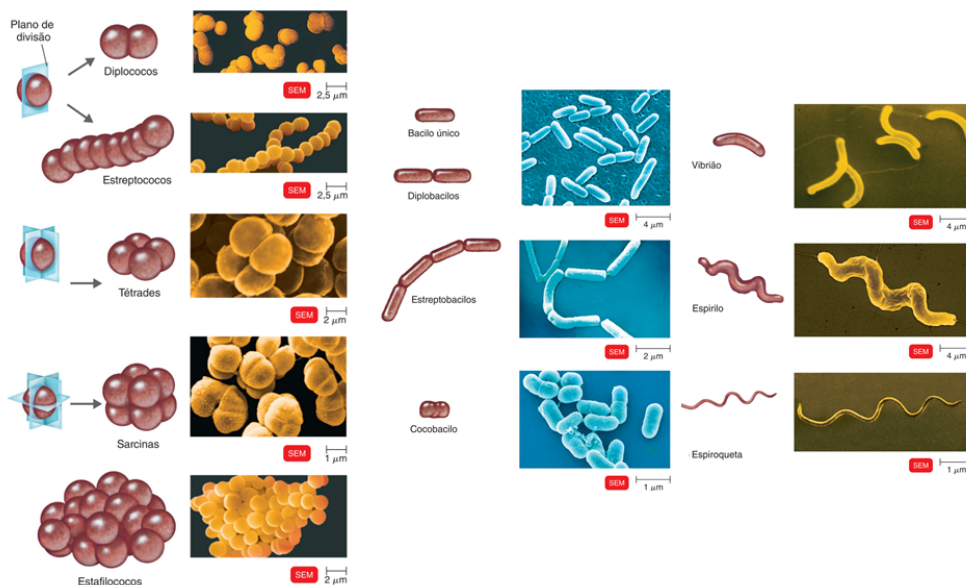 Plano de
divisão
Diplococos
SEM
2,5 μm
Estreptococos
SEM
2,5 μm
Tétrades
SEM
2 μm
Sarcinas
SEM
1 μm
Estafilococos
SEM
2 μm
Bacilo único
Diplobacilos
SEM
4 μm
Estreptobacilos
SEM
2 μm
Cocobacilo
SEM
1 μm
Vibrião
SEM
4 μm
Espirilo
SEM
4 μm
Espiroqueta
SEM
1 μm